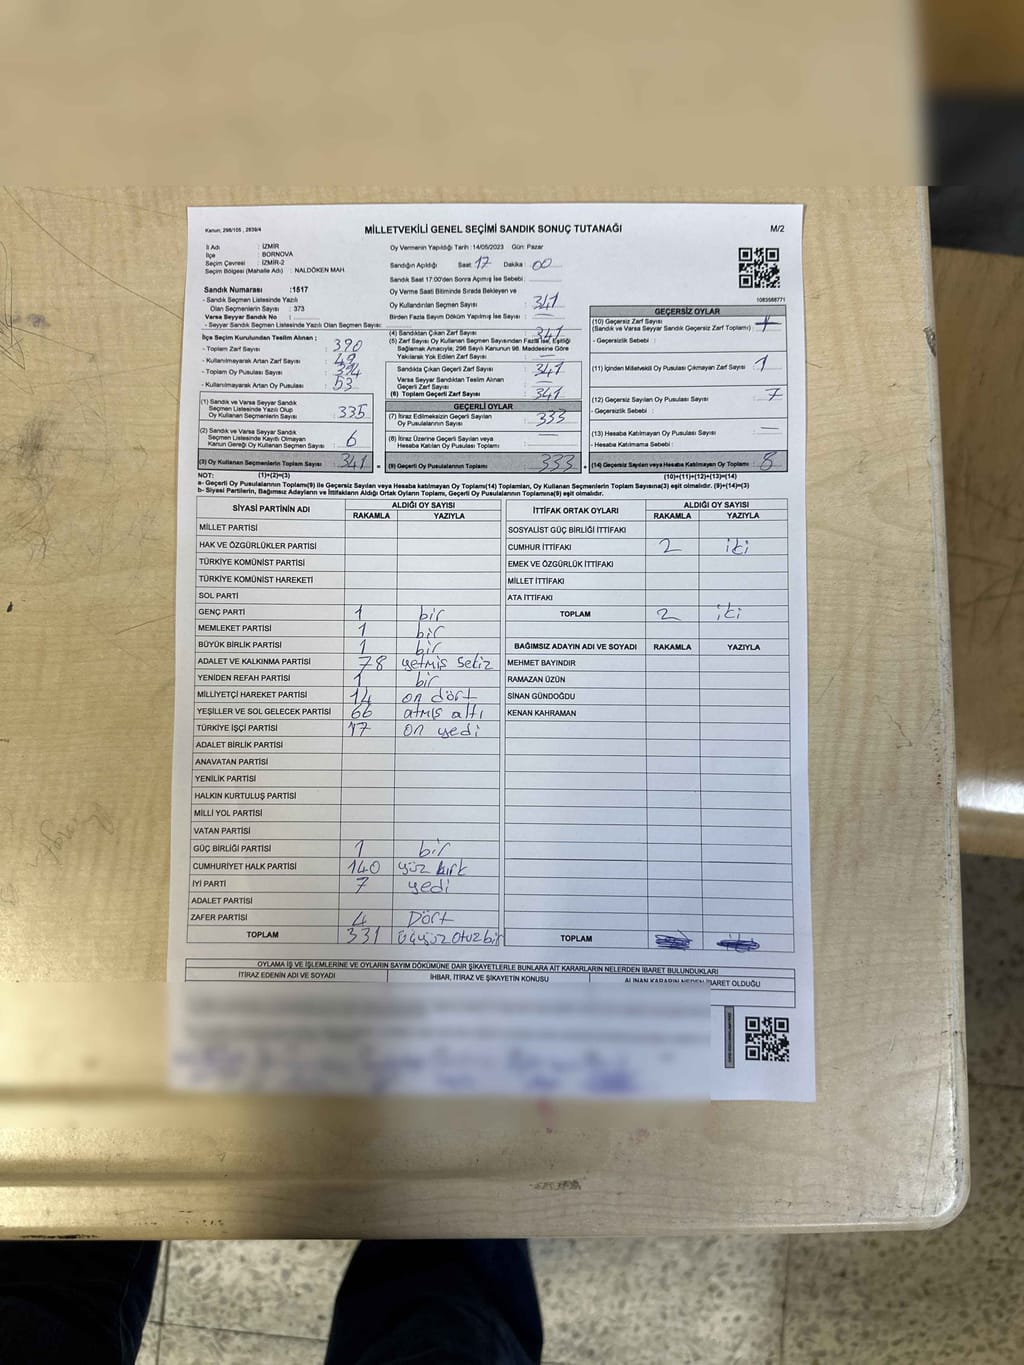 Kanun; 298/105 , 2839/4
MİLLETVEKİLİ GENEL SEÇİMİ SANDIK SONUÇ TUTANAĞI
M/2
İl Adı : İZMİR
İlçe : BORNOVA
Seçim Çevresi : İZMİR-2
Seçim Bölgesi (Mahalle Adı) : NALDÖKEN MAH.
Sandık Numarası :1517
- Sandık Seçmen Listesinde Yazılı
Olan Seçmenlerin Sayısı : 373
Varsa Seyyar Sandık No :
- Seyyar Sandık Seçmen Listesinde Yazılı Olan Seçmen Sayısı:
Oy Vermenin Yapıldığı Tarih :14/05/2023 Gün: Pazar
Sandığın Açıldığı Saat: 17 Dakika : 00
Sandık Saat 17:00'den Sonra Açılmış İse Sebebi :
Oy Verme Saati Bitiminde Sırada Bekleyen ve
Oy Kullandırılan Seçmen Sayısı : 341
Birden Fazla Sayım Döküm Yapılmış İse Sayısı : —
1083588771
İlçe Seçim Kurulundan Teslim Alınan ;
- Toplam Zarf Sayısı : 390
- Kullanılmayarak Artan Zarf Sayısı : 49
- Toplam Oy Pusulası Sayısı : 394
- Kullanılmayarak Artan Oy Pusulası : 53
(1) Sandık ve Varsa Seyyar Sandık
Seçmen Listesinde Yazılı Olup
Oy Kullanan Seçmenlerin Sayısı : 335
(2) Sandık ve Varsa Seyyar Sandık
Seçmen Listesinde Kayıtlı Olmayan
Kanun Gereği Oy Kullanan Seçmen Sayısı : 6
(3) Oy Kullanan Seçmenlerin Toplam Sayısı : 341
(1)+(2)=(3)
(4) Sandıktan Çıkan Zarf Sayısı : 341
(5) Zarf Sayısı Oy Kullanan Seçmen Sayısından Fazla İse, Eşitliği
Sağlamak Amacıyla; 298 Sayılı Kanunun 98. Maddesine Göre
Yakılarak Yok Edilen Zarf Sayısı : —
Sandıkta Çıkan Geçerli Zarf Sayısı : 341
Varsa Seyyar Sandıktan Teslim Alınan
Geçerli Zarf Sayısı : —
(6) Toplam Geçerli Zarf Sayısı : 341
GEÇERLİ OYLAR
(7) İtiraz Edilmeksizin Geçerli Sayılan
Oy Pusulasının Sayısı : 333
(8) İtiraz Üzerine Geçerli Sayılan veya
Hesaba Katılan Oy Pusulası Toplamı : —
(9) Geçerli Oy Pusulalarının Toplamı : 333
GEÇERSİZ OYLAR
(10) Geçersiz Zarf Sayısı :
(Sandık ve Varsa Seyyar Sandık Geçersiz Zarf Toplamı)
- Geçersizlik Sebebi :
(11) İçinden Milletvekili Oy Pusulası Çıkmayan Zarf Sayısı : 1
(12) Geçersiz Sayılan Oy Pusulası Sayısı : 7
- Geçersizlik Sebebi :
(13) Hesaba Katılmayan Oy Pusulası Sayısı : —
- Hesaba Katılmama Sebebi :
(14) Geçersiz Sayılan veya Hesaba Katılmayan Oy Toplamı : 8
(10)+(11)+(12)+(13)=(14)
NOT:
a- Geçerli Oy Pusulalarının Toplamı(9) ile Geçersiz Sayılan veya Hesaba katılmayan Oy Toplamı(14) Toplamları, Oy Kullanan Seçmenlerin Toplam Sayısına(3) eşit olmalıdır. (9)+(14)=(3)
b- Siyasi Partilerin, Bağımsız Adayların ve İttifakların Aldığı Ortak Oyların Toplamı, Geçerli Oy Pusulalarının Toplamına(9) eşit olmalıdır.
SİYASİ PARTİNİN ADI ALDIĞI OY SAYISI
RAKAMLA YAZIYLA
MİLLET PARTİSİ
HAK VE ÖZGÜRLÜKLER PARTİSİ
TÜRKİYE KOMÜNİST PARTİSİ
TÜRKİYE KOMÜNİST HAREKETİ
SOL PARTİ
GENÇ PARTİ 1 bir
MEMLEKET PARTİSİ 1 bir
BÜYÜK BİRLİK PARTİSİ 1 bir
ADALET VE KALKINMA PARTİSİ 78 yetmiş sekiz
YENİDEN REFAH PARTİSİ 1 bir
MİLLİYETÇİ HAREKET PARTİSİ 14 on dört
YEŞİLLER VE SOL GELECEK PARTİSİ 66 atmış altı
TÜRKİYE İŞÇİ PARTİSİ 17 on yedi
ADALET BİRLİK PARTİSİ
ANAVATAN PARTİSİ
YENİLİK PARTİSİ
HALKIN KURTULUŞ PARTİSİ
MİLLİ YOL PARTİSİ
VATAN PARTİSİ
GÜÇ BİRLİĞİ PARTİSİ 1 bir
CUMHURİYET HALK PARTİSİ 140 yüz kırk
İYİ PARTİ 7 yedi
ADALET PARTİSİ
ZAFER PARTİSİ 4 Dört
TOPLAM 331 üçyüz otuz bir
İTTİFAK ORTAK OYLARI ALDIĞI OY SAYISI
RAKAMLA YAZIYLA
SOSYALİST GÜÇ BİRLİĞİ İTTİFAKI
CUMHUR İTTİFAKI 2 iki
EMEK VE ÖZGÜRLÜK İTTİFAKI
MİLLET İTTİFAKI
ATA İTTİFAKI
TOPLAM 2 iki
BAĞIMSIZ ADAYIN ADI VE SOYADI RAKAMLA YAZIYLA
MEHMET BAYINDIR
RAMAZAN ÜZÜN
SİNAN GÜNDOĞDU
KENAN KAHRAMAN
TOPLAM
OYLAMA İŞ VE İŞLEMLERİNE VE OYLARIN SAYIM DÖKÜMÜNE DAİR ŞİKAYETLERLE BUNLARA AİT KARARLARIN NELERDEN İBARET BULUNDUKLARI
İTİRAZ EDENİN ADI VE SOYADI İHBAR, İTİRAZ VE ŞİKAYETİN KONUSU ALINAN KARARIN NEDEN İBARET OLDUĞU